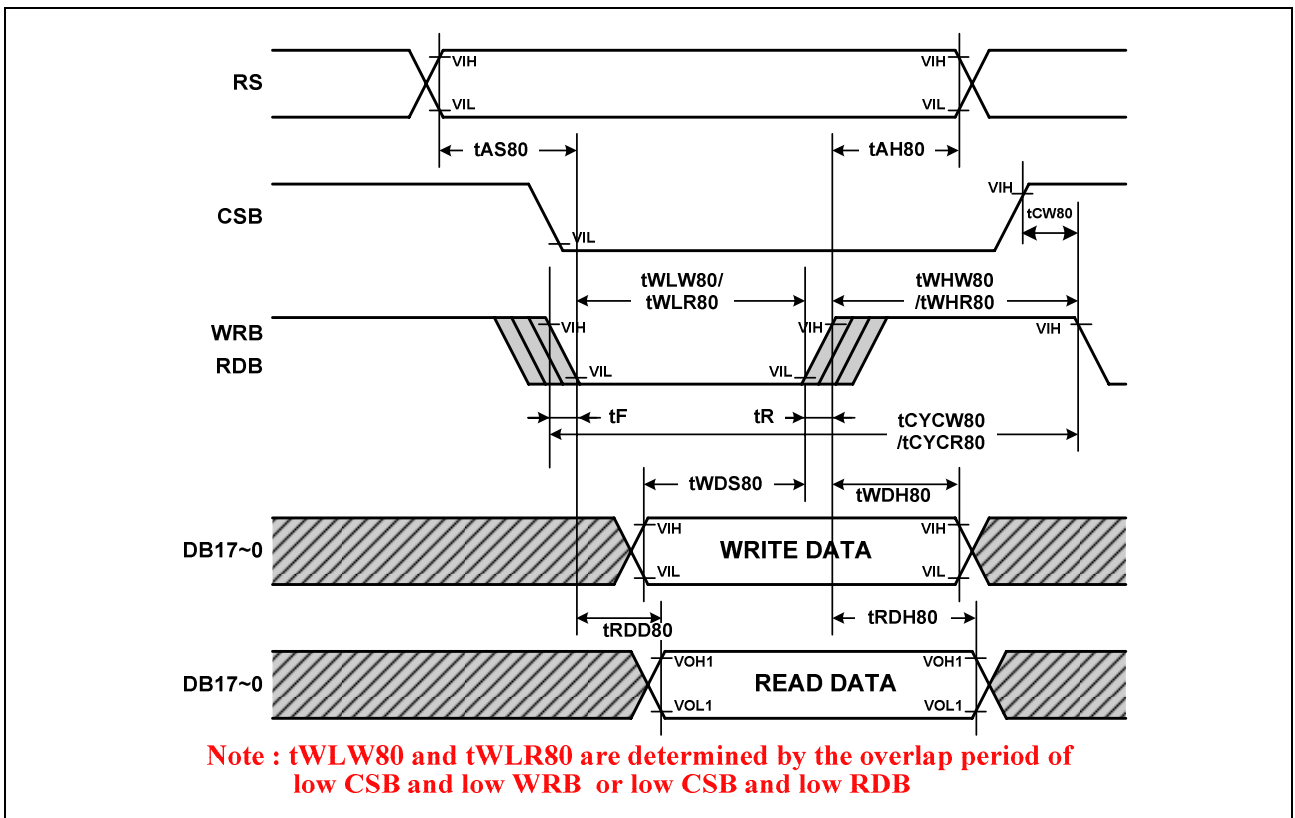 VIH
VIH
RS
VIL
VIL
tAS80
tAH80
VIH
CSB
tCW80
VIL
tWLW80/
tWLR80
tWHW80
/tWHR80
WRB
VIH
VIH
VIH
RDB
VIL
VIL
tF
tR
tCYCW80
/tCYCR80
tWDS80
tWDH80
VIH
VIH
DB17~0
WRITE DATA
VIL
VIL
tRDD80
tRDH80
VOH1
VOH1
DB17~0
READ DATA
VOL1
VOL1
Note : tWLW80 and tWLR80 are determined by the overlap period of
low CSB and low WRB or low CSB and low RDB